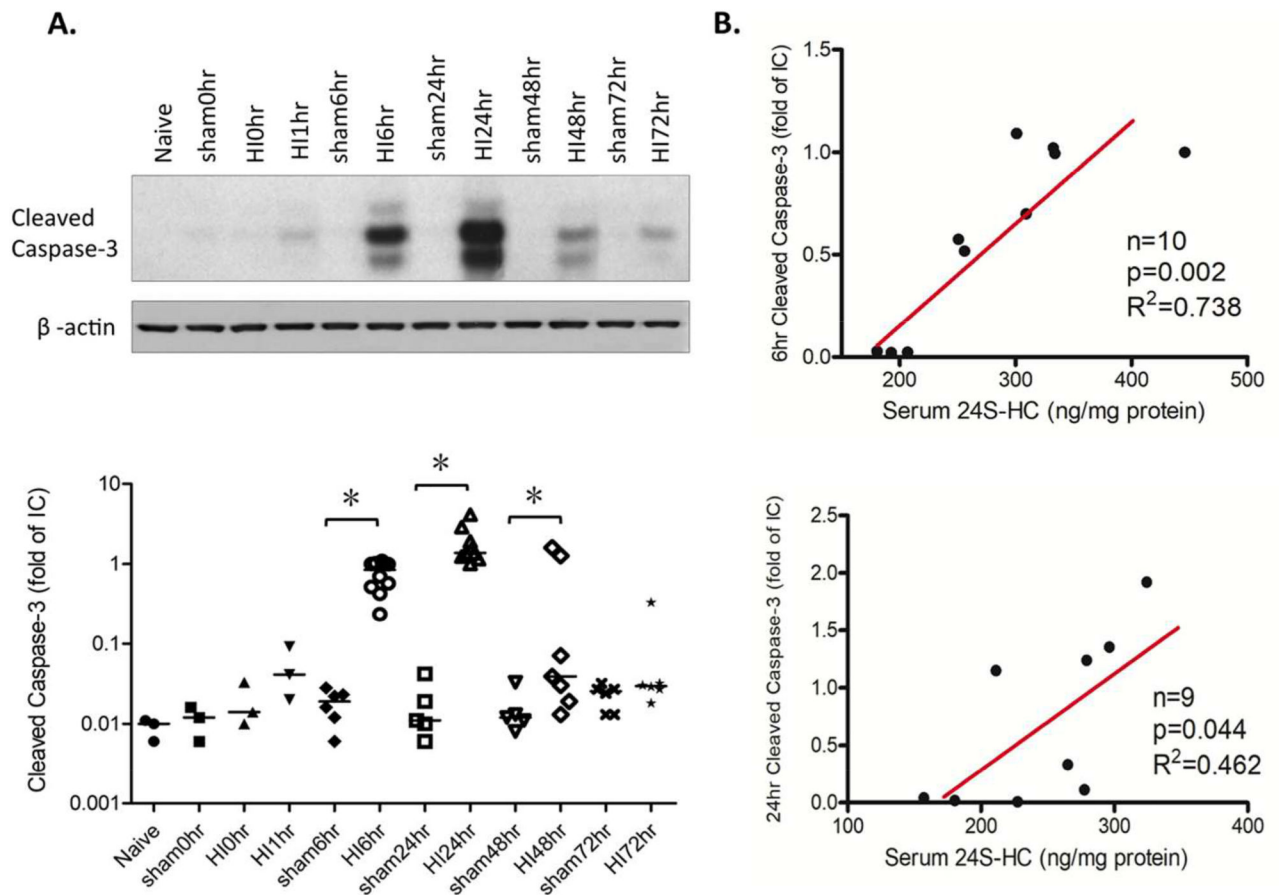 A.
Naive
sham0hr
HI0hr
HI1hr
sham6hr
HI6hr
sham24hr
HI24hr
sham48hr
HI48hr
sham72hr
HI72hr
Cleaved
Caspase-3
β -actin
Cleaved Caspase-3 (fold of IC)
10
1
0.1
0.01
0.001
*
*
*
Naive
sham0hr
HI0hr
HI1hr
sham6hr
HI6hr
sham24hr
HI24hr
sham48hr
HI48hr
sham72hr
HI72hr
B.
6hr Cleaved Caspase-3 (fold of IC)
1.5
1.0
0.5
0.0
n=10
p=0.002
R²=0.738
200 300 400 500
Serum 24S-HC (ng/mg protein)
24hr Cleaved Caspase-3 (fold of IC)
2.5
2.0
1.5
1.0
0.5
0.0
n=9
p=0.044
R²=0.462
100 200 300 400
Serum 24S-HC (ng/mg protein)